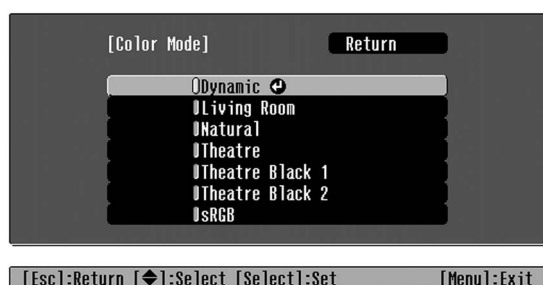 [Color Mode] Return
Dynamic
Living Room
Natural
Theatre
Theatre Black 1
Theatre Black 2
sRGB
[Esc]:Return [◆]:Select [Select]:Set [Menu]:Exit